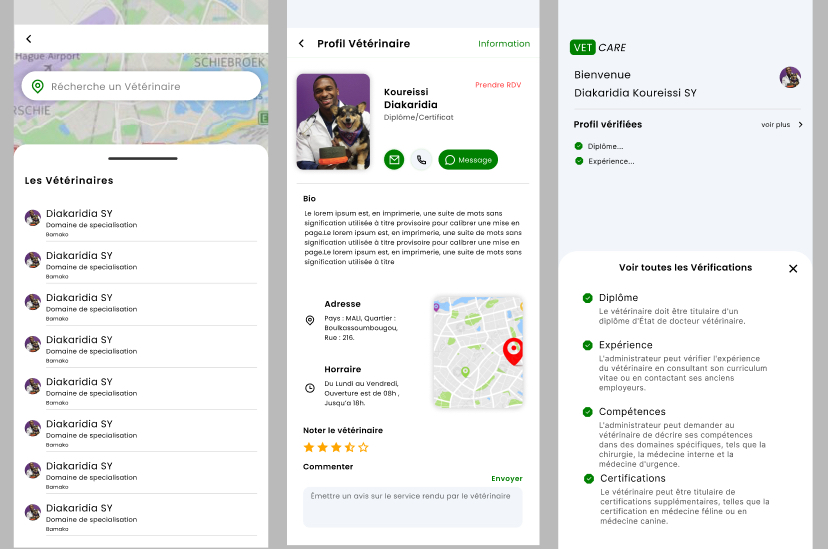 Hague Airport
SCHIEBROEK
Récherche un Vétérinaire
Les Vétérinaires
Diakaridia SY
Domaine de specialisation
Bamako
Diakaridia SY
Domaine de specialisation
Bamako
Diakaridia SY
Domaine de specialisation
Bamako
Diakaridia SY
Domaine de specialisation
Bamako
Diakaridia SY
Domaine de specialisation
Bamako
Diakaridia SY
Domaine de specialisation
Bamako
Diakaridia SY
Domaine de specialisation
Bamako
Diakaridia SY
Domaine de specialisation
Bamako
Profil Vétérinaire
Information
Koureissi
Diakaridia
Prendre RDV
Diplôme/Certificat
Message
Bio
Le lorem ipsum est, en imprimerie, une suite de mots sans
signification utilisée à titre provisoire pour calibrer une mise en
page.Le lorem ipsum est, en imprimerie, une suite de mots sans
signification utilisée à titre provisoire pour calibrer une mise en
page.Le lorem ipsum est, en imprimerie, une suite de mots sans
signification utilisée à titre
Adresse
Pays : MALI, Quartier :
Boulkassoumbougou,
Rue : 216.
Horraire
Du Lundi au Vendredi,
Ouverture est de 08h ,
Jusqu'a 18h.
Noter le vétérinaire
Commenter
Envoyer
Émettre un avis sur le service rendu par le vétérinaire
VET CARE
Bienvenue
Diakaridia Koureissi SY
Profil vérifiées
voir plus
Diplôme...
Expérience...
Voir toutes les Vérifications
Diplôme
Le vétérinaire doit être titulaire d'un
diplôme d'État de docteur vétérinaire.
Expérience
L'administrateur peut vérifier l'expérience
du vétérinaire en consultant son curriculum
vitae ou en contactant ses anciens
employeurs.
Compétences
L'administrateur peut demander au
vétérinaire de décrire ses compétences
dans des domaines spécifiques, tels que la
chirurgie, la médecine interne et la
médecine d'urgence.
Certifications
Le vétérinaire peut être titulaire de
certifications supplémentaires, telles que la
certification en médecine féline ou en
médecine canine.